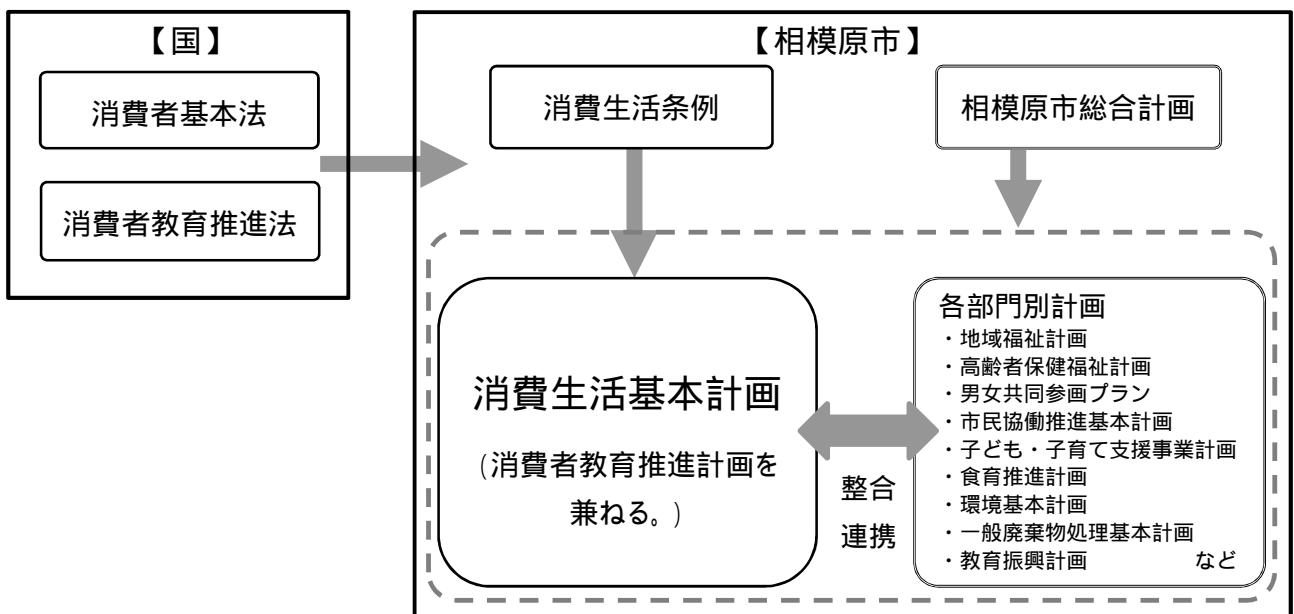 【国】
消費者基本法
消費者教育推進法
【相模原市】
消費生活条例
相模原市総合計画
消費生活基本計画
(消費者教育推進計画を
兼ねる。)
整合
連携
各部門別計画
・地域福祉計画
・高齢者保健福祉計画
・男女共同参画プラン
・市民協働推進基本計画
・子ども・子育て支援事業計画
・食育推進計画
・環境基本計画
・一般廃棄物処理基本計画
・教育振興計画 など